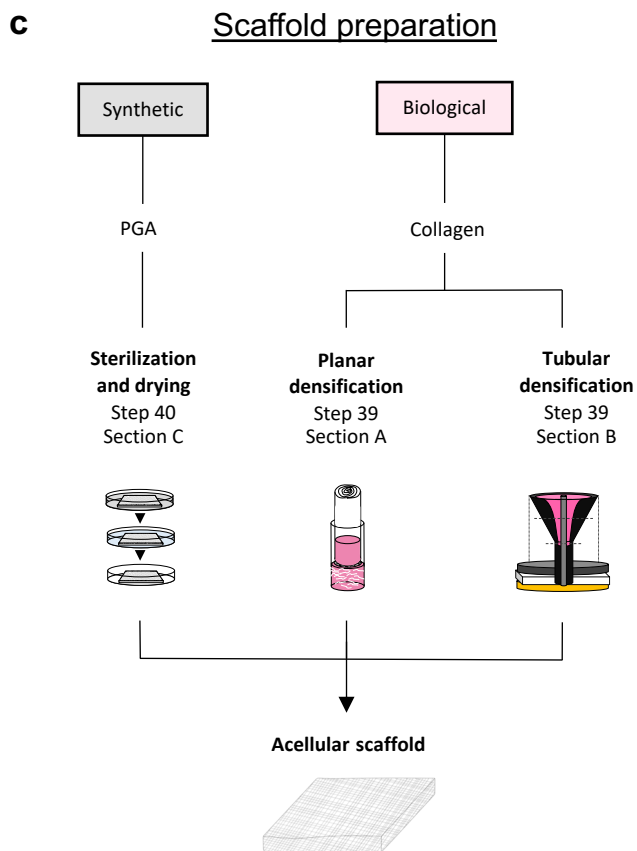 c
Scaffold preparation
Synthetic
Biological
PGA
Collagen
Sterilization
and drying
Step 40
Section C
Planar
densification
Step 39
Section A
Tubular
densification
Step 39
Section B
Acellular scaffold